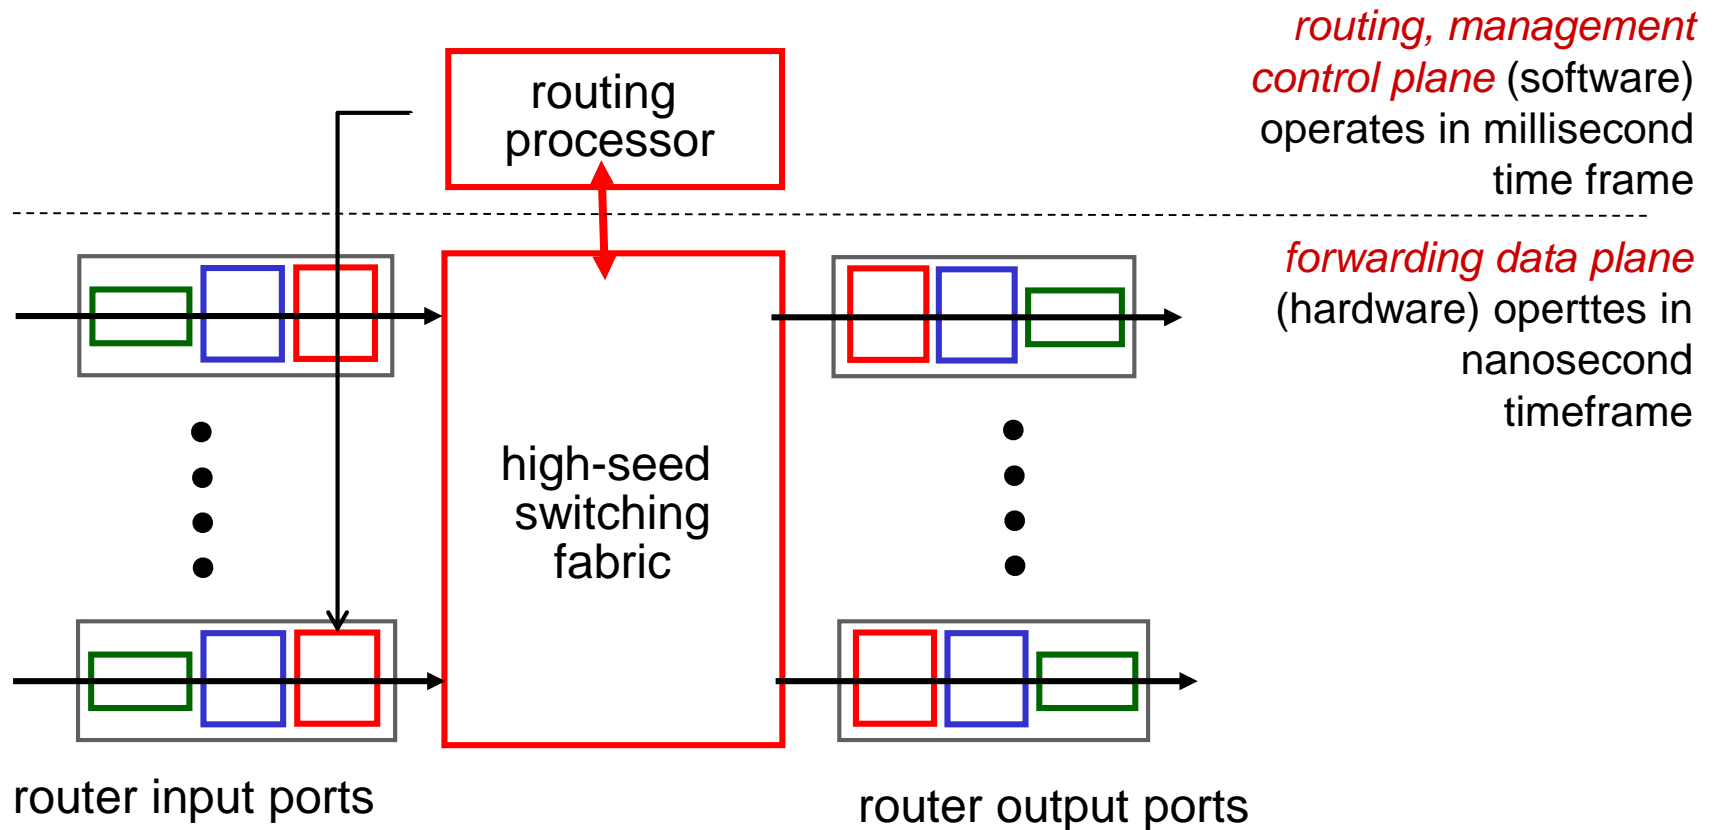 routing, management
control plane (software)
operates in millisecond
time frame
routing
processor
forwarding data plane
(hardware) operttes in
nanosecond
timeframe
high-seed
switching
fabric
router input ports
router output ports